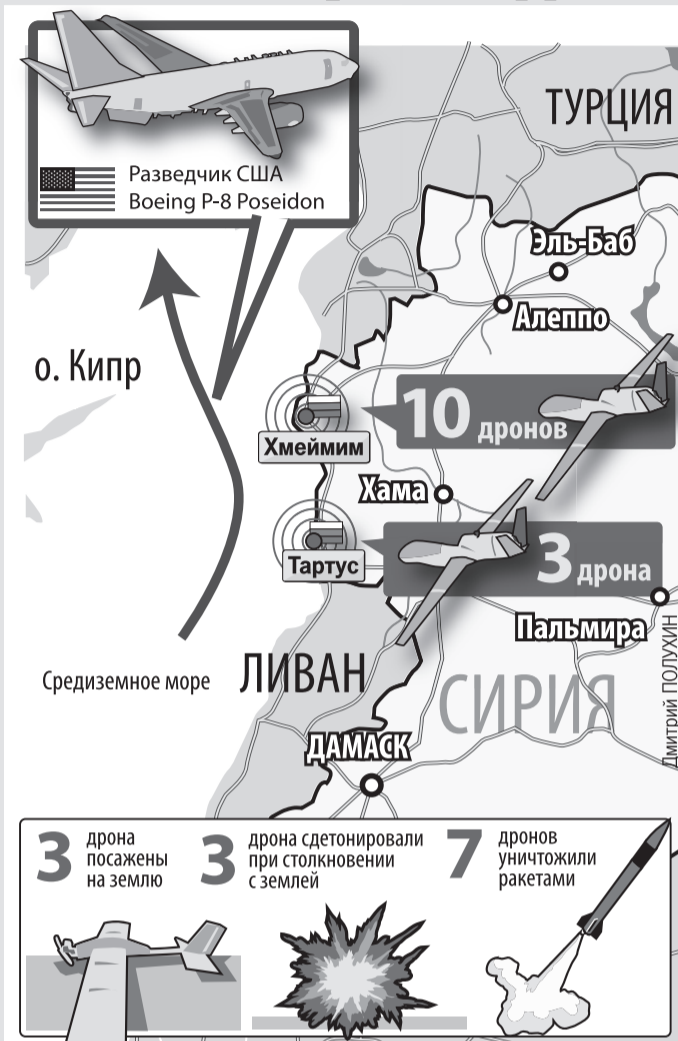 Разведчик США
Boeing P-8 Poseidon
ТУРЦИЯ
Эль-Баб
Алеппо
о. Кипр
10 дронов
Хмеймим
Хама
3 дрона
Тартус
Пальмира
Средиземное море
ЛИВАН
СИРИЯ
ДАМАСК
Дмитрий ПОЛУХИН
3 дрона
посажены
на землю
3 дрона сдетонировали
при столкновении
с землей
7 дронов
уничтожили
ракетами